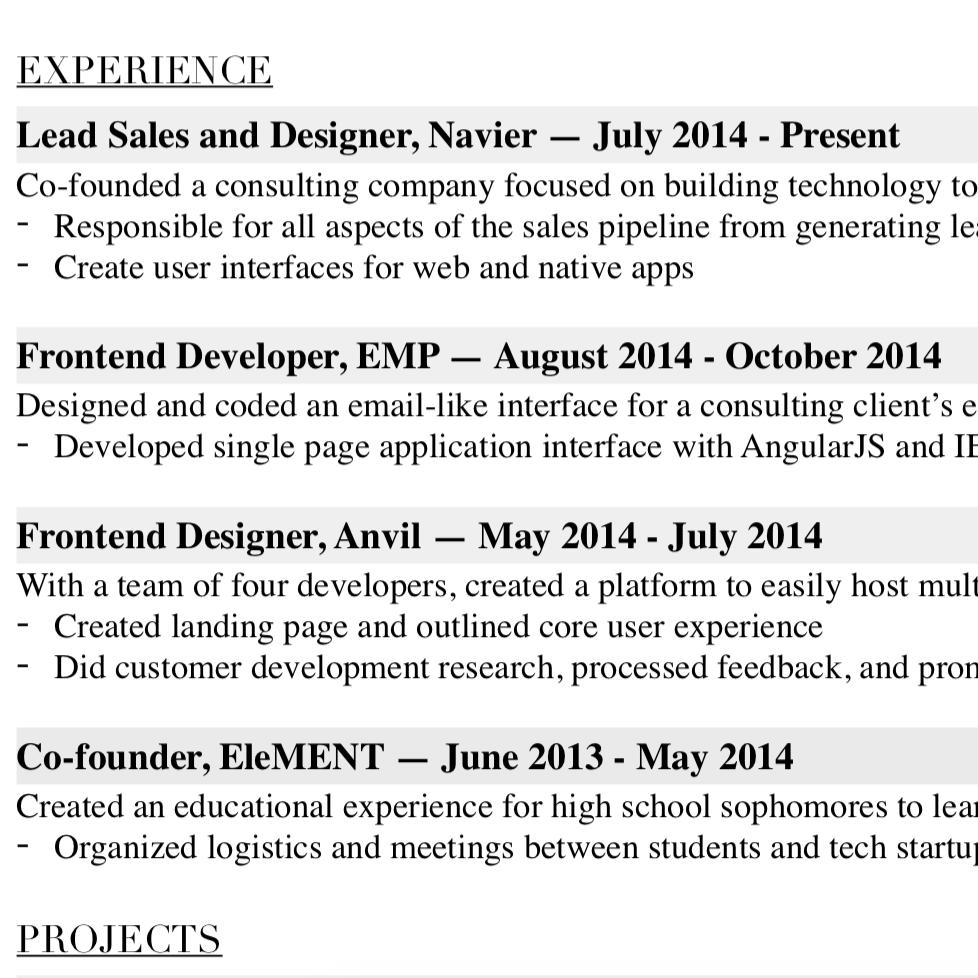 EXPERIENCE
Lead Sales and Designer, Navier — July 2014 - Present
Co-founded a consulting company focused on building technology to
- Responsible for all aspects of the sales pipeline from generating
- Create user interfaces for web and native apps
Frontend Developer, EMP — August 2014 - October 2014
Designed and coded an email-like interface for a consulting client’s
- Developed single page application interface with AngularJS and
Frontend Designer, Anvil — May 2014 - July 2014
With a team of four developers, created a platform to easily host
- Created landing page and outlined core user experience
- Did customer development research, processed feedback, and
Co-founder, EleMENT — June 2013 - May 2014
Created an educational experience for high school sophomores to
- Organized logistics and meetings between students and tech
PROJECTS